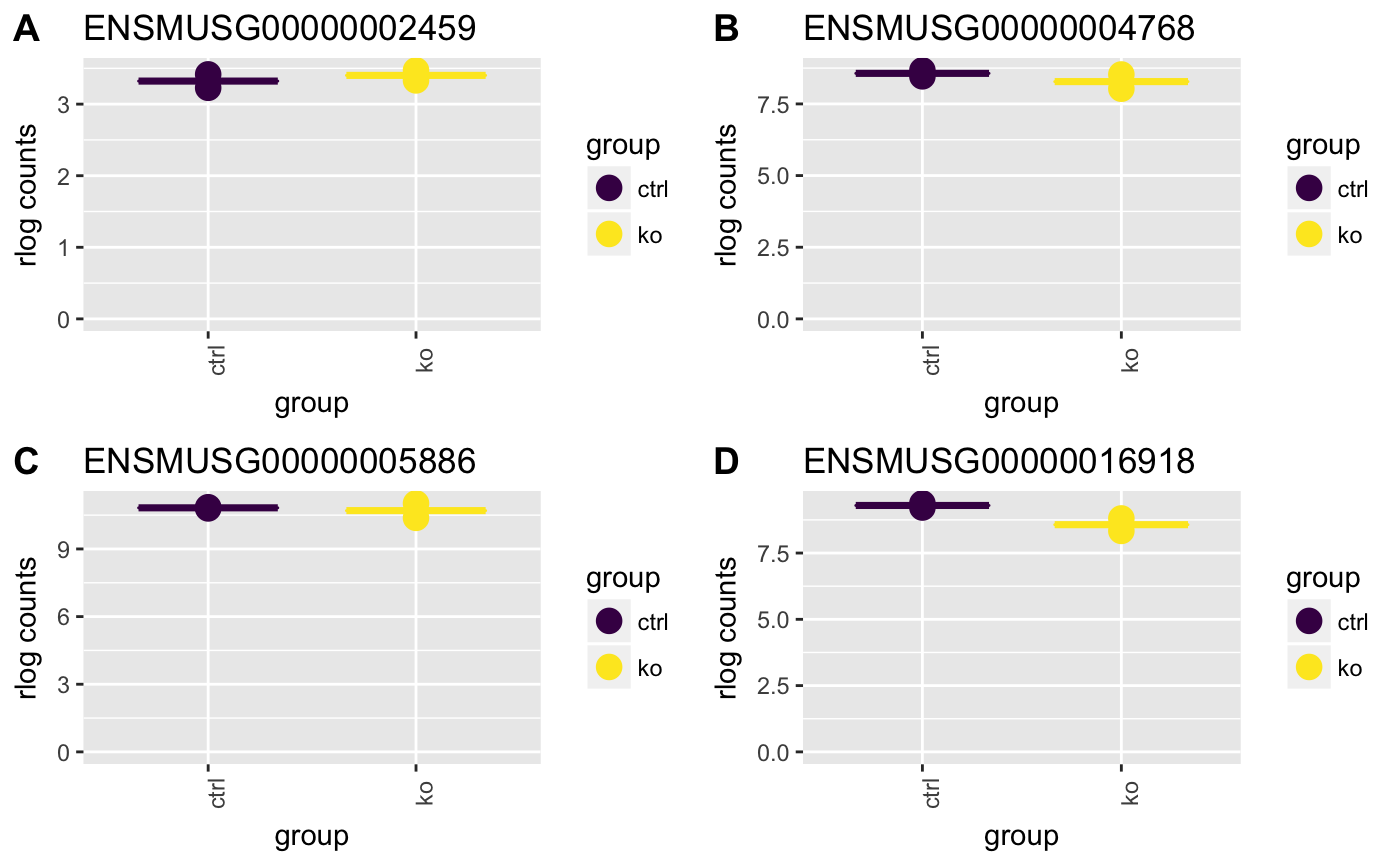 A ENSMUSG00000002459
rlog counts
3
2
1
0
ctrl
ko
group
group
ctrl
ko
B ENSMUSG00000004768
rlog counts
7.5
5.0
2.5
0.0
ctrl
ko
group
group
ctrl
ko
C ENSMUSG00000005886
rlog counts
9
6
3
0
ctrl
ko
group
group
ctrl
ko
D ENSMUSG00000016918
rlog counts
7.5
5.0
2.5
0.0
ctrl
ko
group
group
ctrl
ko